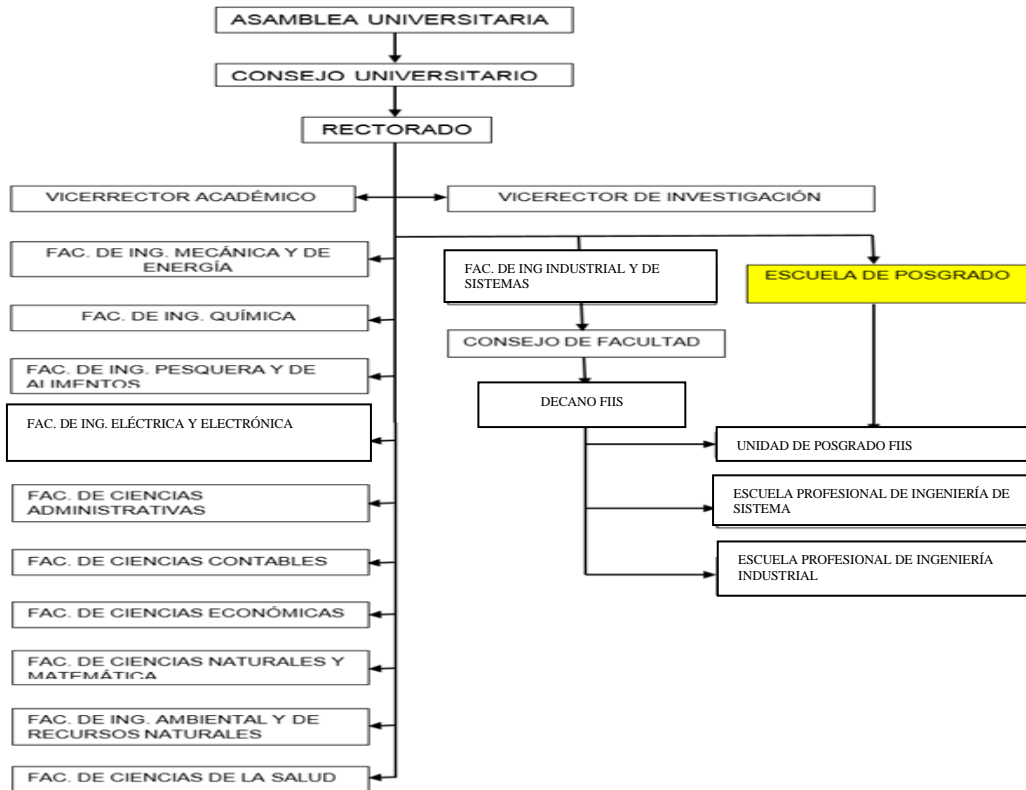 ASAMBLEA UNIVERSITARIA
CONSEJO UNIVERSITARIO
RECTORADO
VICERRECTOR ACADÉMICO
VICERECTOR DE INVESTIGACIÓN
FAC. DE ING. MECÁNICA Y DE
ENERGÍA
FAC. DE ING INDUSTRIAL Y DE
SISTEMAS
ESCUELA DE POSGRADO
FAC. DE ING. QUÍMICA
CONSEJO DE FACULTAD
FAC. DE ING. PESQUERA Y DE
ALIMENTOS
DECANO FIIS
FAC. DE ING. ELÉCTRICA Y ELECTRÓNICA
UNIDAD DE POSGRADO FIIS
FAC. DE CIENCIAS
ADMINISTRATIVAS
ESCUELA PROFESIONAL DE INGENIERÍA DE
SISTEMA
FAC. DE CIENCIAS CONTABLES
ESCUELA PROFESIONAL DE INGENIERÍA
INDUSTRIAL
FAC. DE CIENCIAS ECONÓMICAS
FAC. DE CIENCIAS NATURALES Y
MATEMÁTICA
FAC. DE ING. AMBIENTAL Y DE
RECURSOS NATURALES
FAC. DE CIENCIAS DE LA SALUD